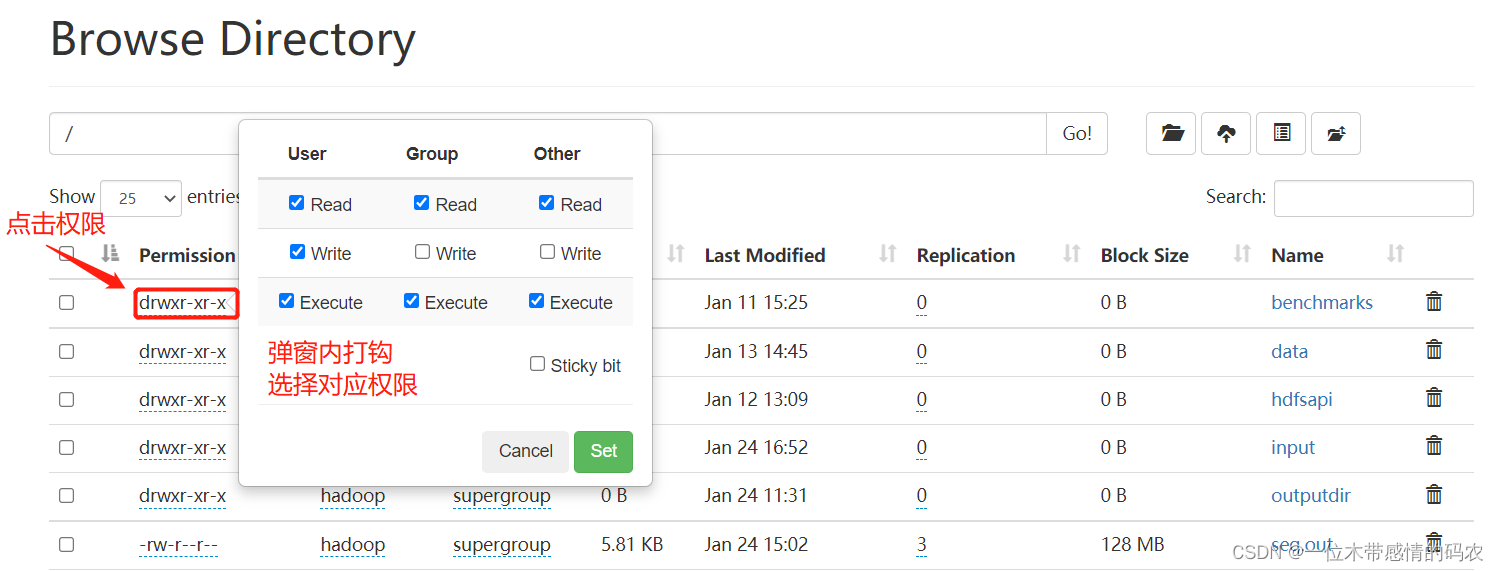 Browse Directory
/ Go!
User Group Other
Read Read Read
Write Write Write
Execute Execute Execute
弹窗内打钩
选择对应权限
Sticky bit
Cancel Set
Show 25 entries Search:
点击权限
Permission Last Modified Replication Block Size Name
drwxr-xr-x Jan 11 15:25 0 0 B benchmarks
drwxr-xr-x Jan 13 14:45 0 0 B data
drwxr-xr-x Jan 12 13:09 0 0 B hdfsapi
drwxr-xr-x Jan 24 16:52 0 0 B input
drwxr-xr-x hadoop supergroup 0 B Jan 24 11:31 0 0 B outputdir
-rw-r--r-- hadoop supergroup 5.81 KB Jan 24 15:02 3 128 MB seq.out
CSDN @一位木带感情的码农